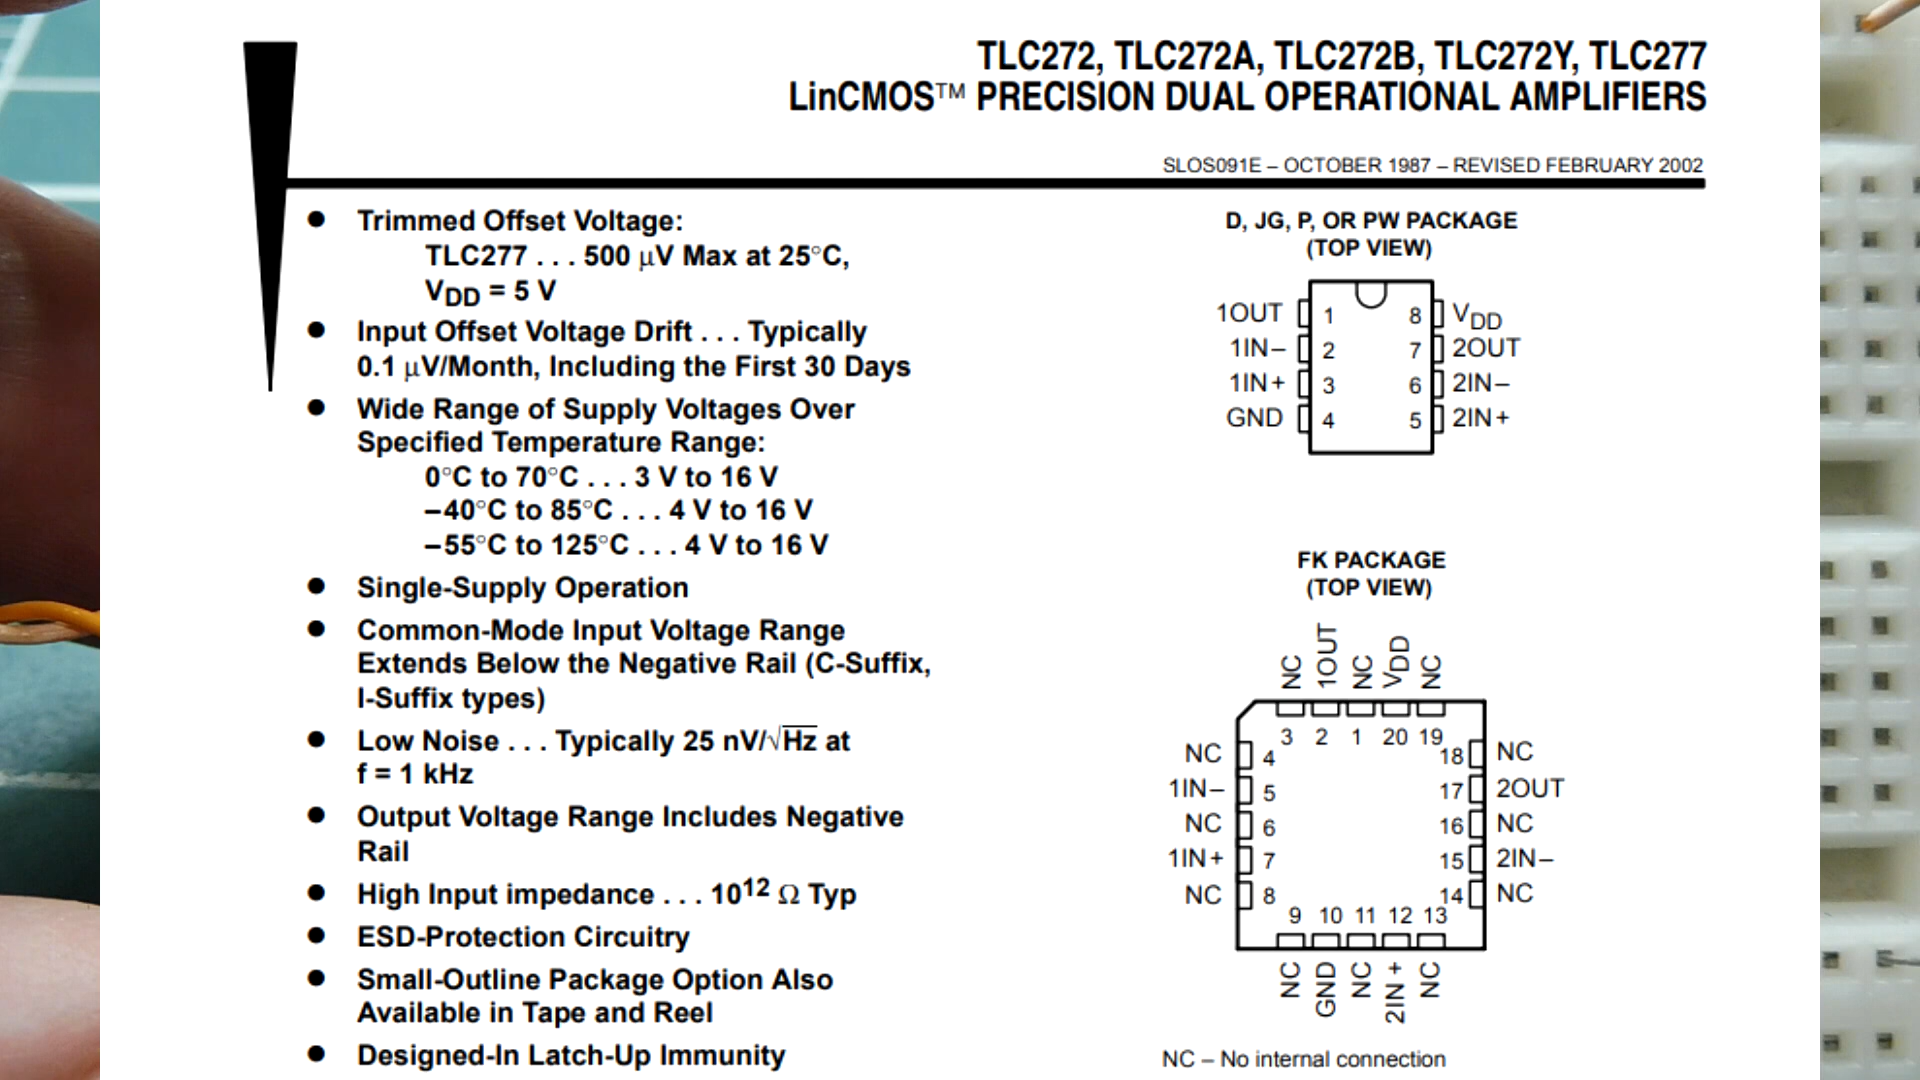 TLC272, TLC272A, TLC272B, TLC272Y, TLC277
LinCMOS™ PRECISION DUAL OPERATIONAL AMPLIFIERS
SLOS091E – OCTOBER 1987 – REVISED FEBRUARY 2002
● Trimmed Offset Voltage:
TLC277 . . . 500 μV Max at 25°C,
VDD = 5 V
● Input Offset Voltage Drift . . . Typically
0.1 μV/Month, Including the First 30 Days
● Wide Range of Supply Voltages Over
Specified Temperature Range:
0°C to 70°C . . . 3 V to 16 V
–40°C to 85°C . . . 4 V to 16 V
–55°C to 125°C . . . 4 V to 16 V
● Single-Supply Operation
● Common-Mode Input Voltage Range
Extends Below the Negative Rail (C-Suffix,
I-Suffix types)
● Low Noise . . . Typically 25 nV/√Hz at
f = 1 kHz
● Output Voltage Range Includes Negative
Rail
● High Input impedance . . . 10¹² Ω Typ
● ESD-Protection Circuitry
● Small-Outline Package Option Also
Available in Tape and Reel
● Designed-In Latch-Up Immunity
D, JG, P, OR PW PACKAGE
(TOP VIEW)
1OUT 1 8 VDD
1IN– 2 7 2OUT
1IN+ 3 6 2IN–
GND 4 5 2IN+
FK PACKAGE
(TOP VIEW)
NC 1OUT NC VDD NC
3 2 1 20 19
NC 4 18 NC
1IN– 5 17 2OUT
NC 6 16 NC
1IN+ 7 15 2IN–
NC 8 14 NC
9 10 11 12 13
NC GND NC 2IN+ NC
NC – No internal connection